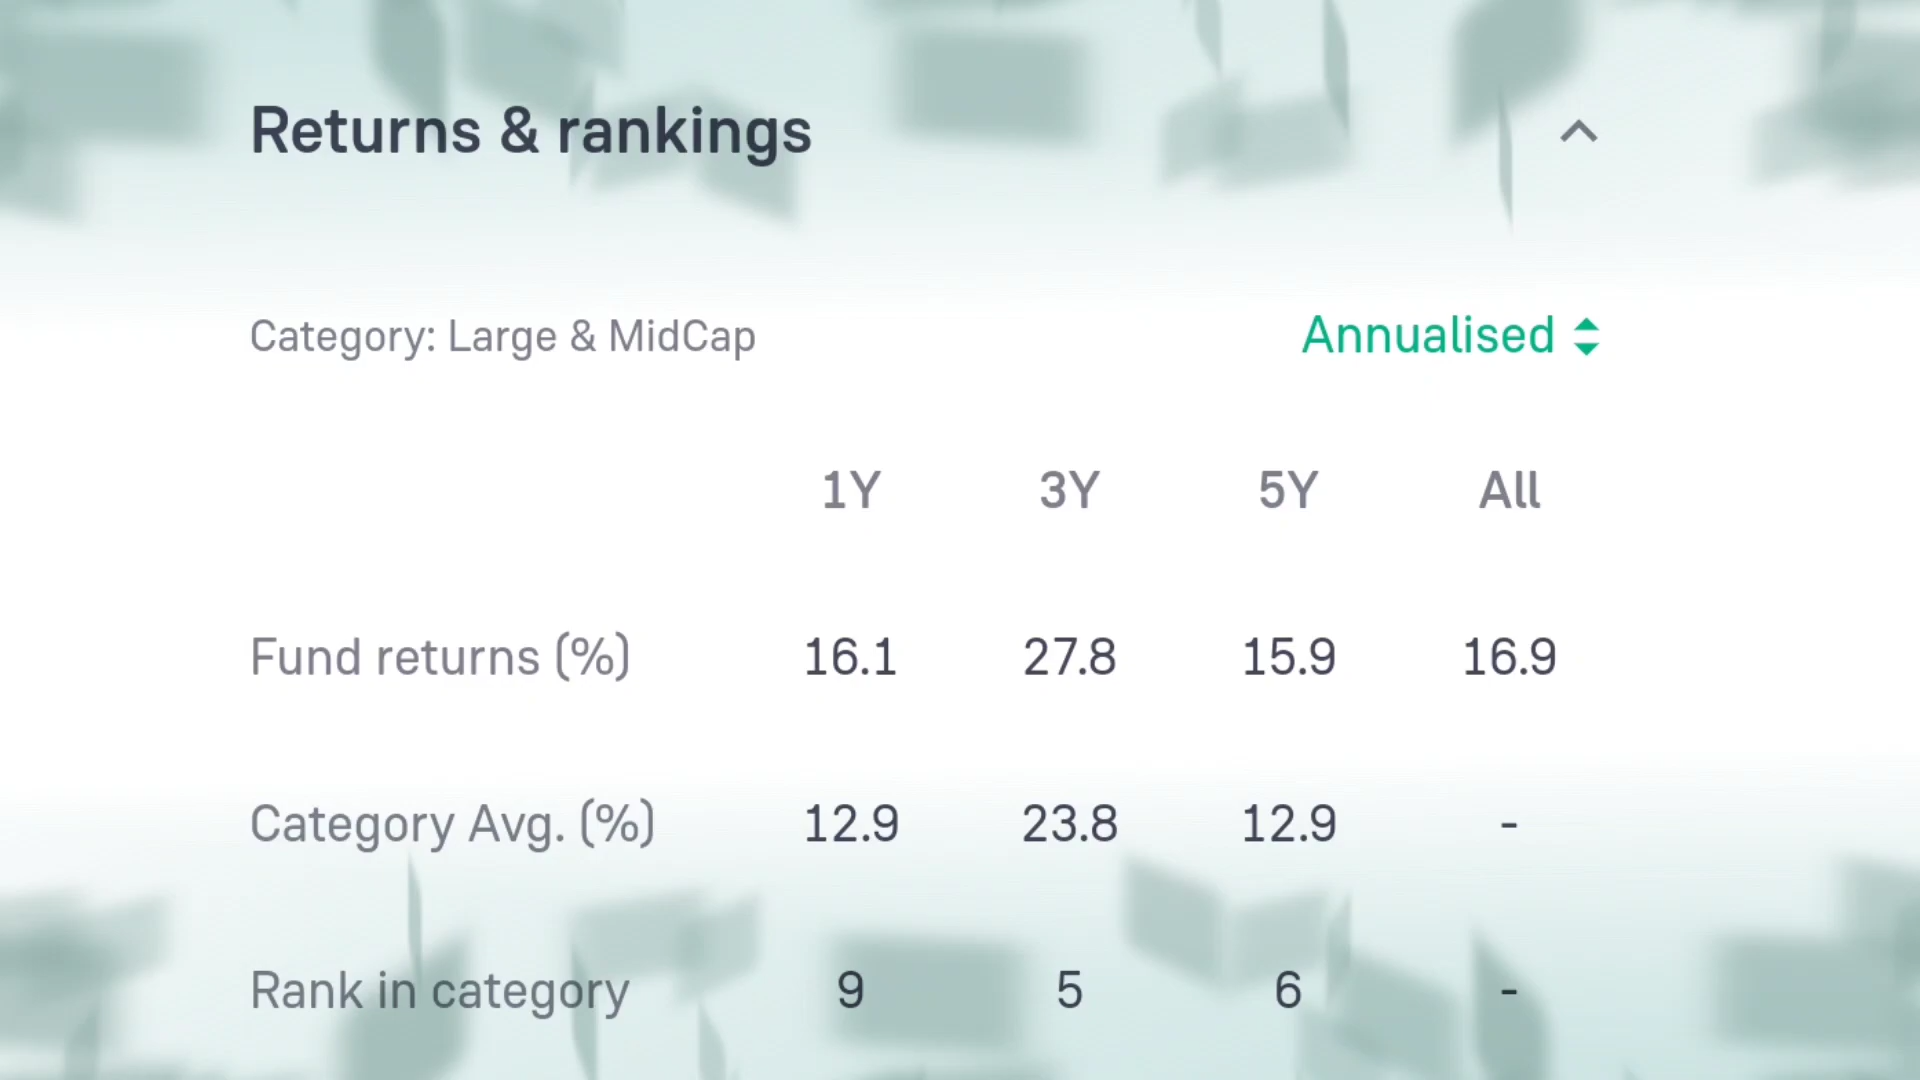 Returns & rankings
Category: Large & MidCap Annualised
1Y 3Y 5Y All
Fund returns (%) 16.1 27.8 15.9 16.9
Category Avg. (%) 12.9 23.8 12.9 -
Rank in category 9 5 6 -